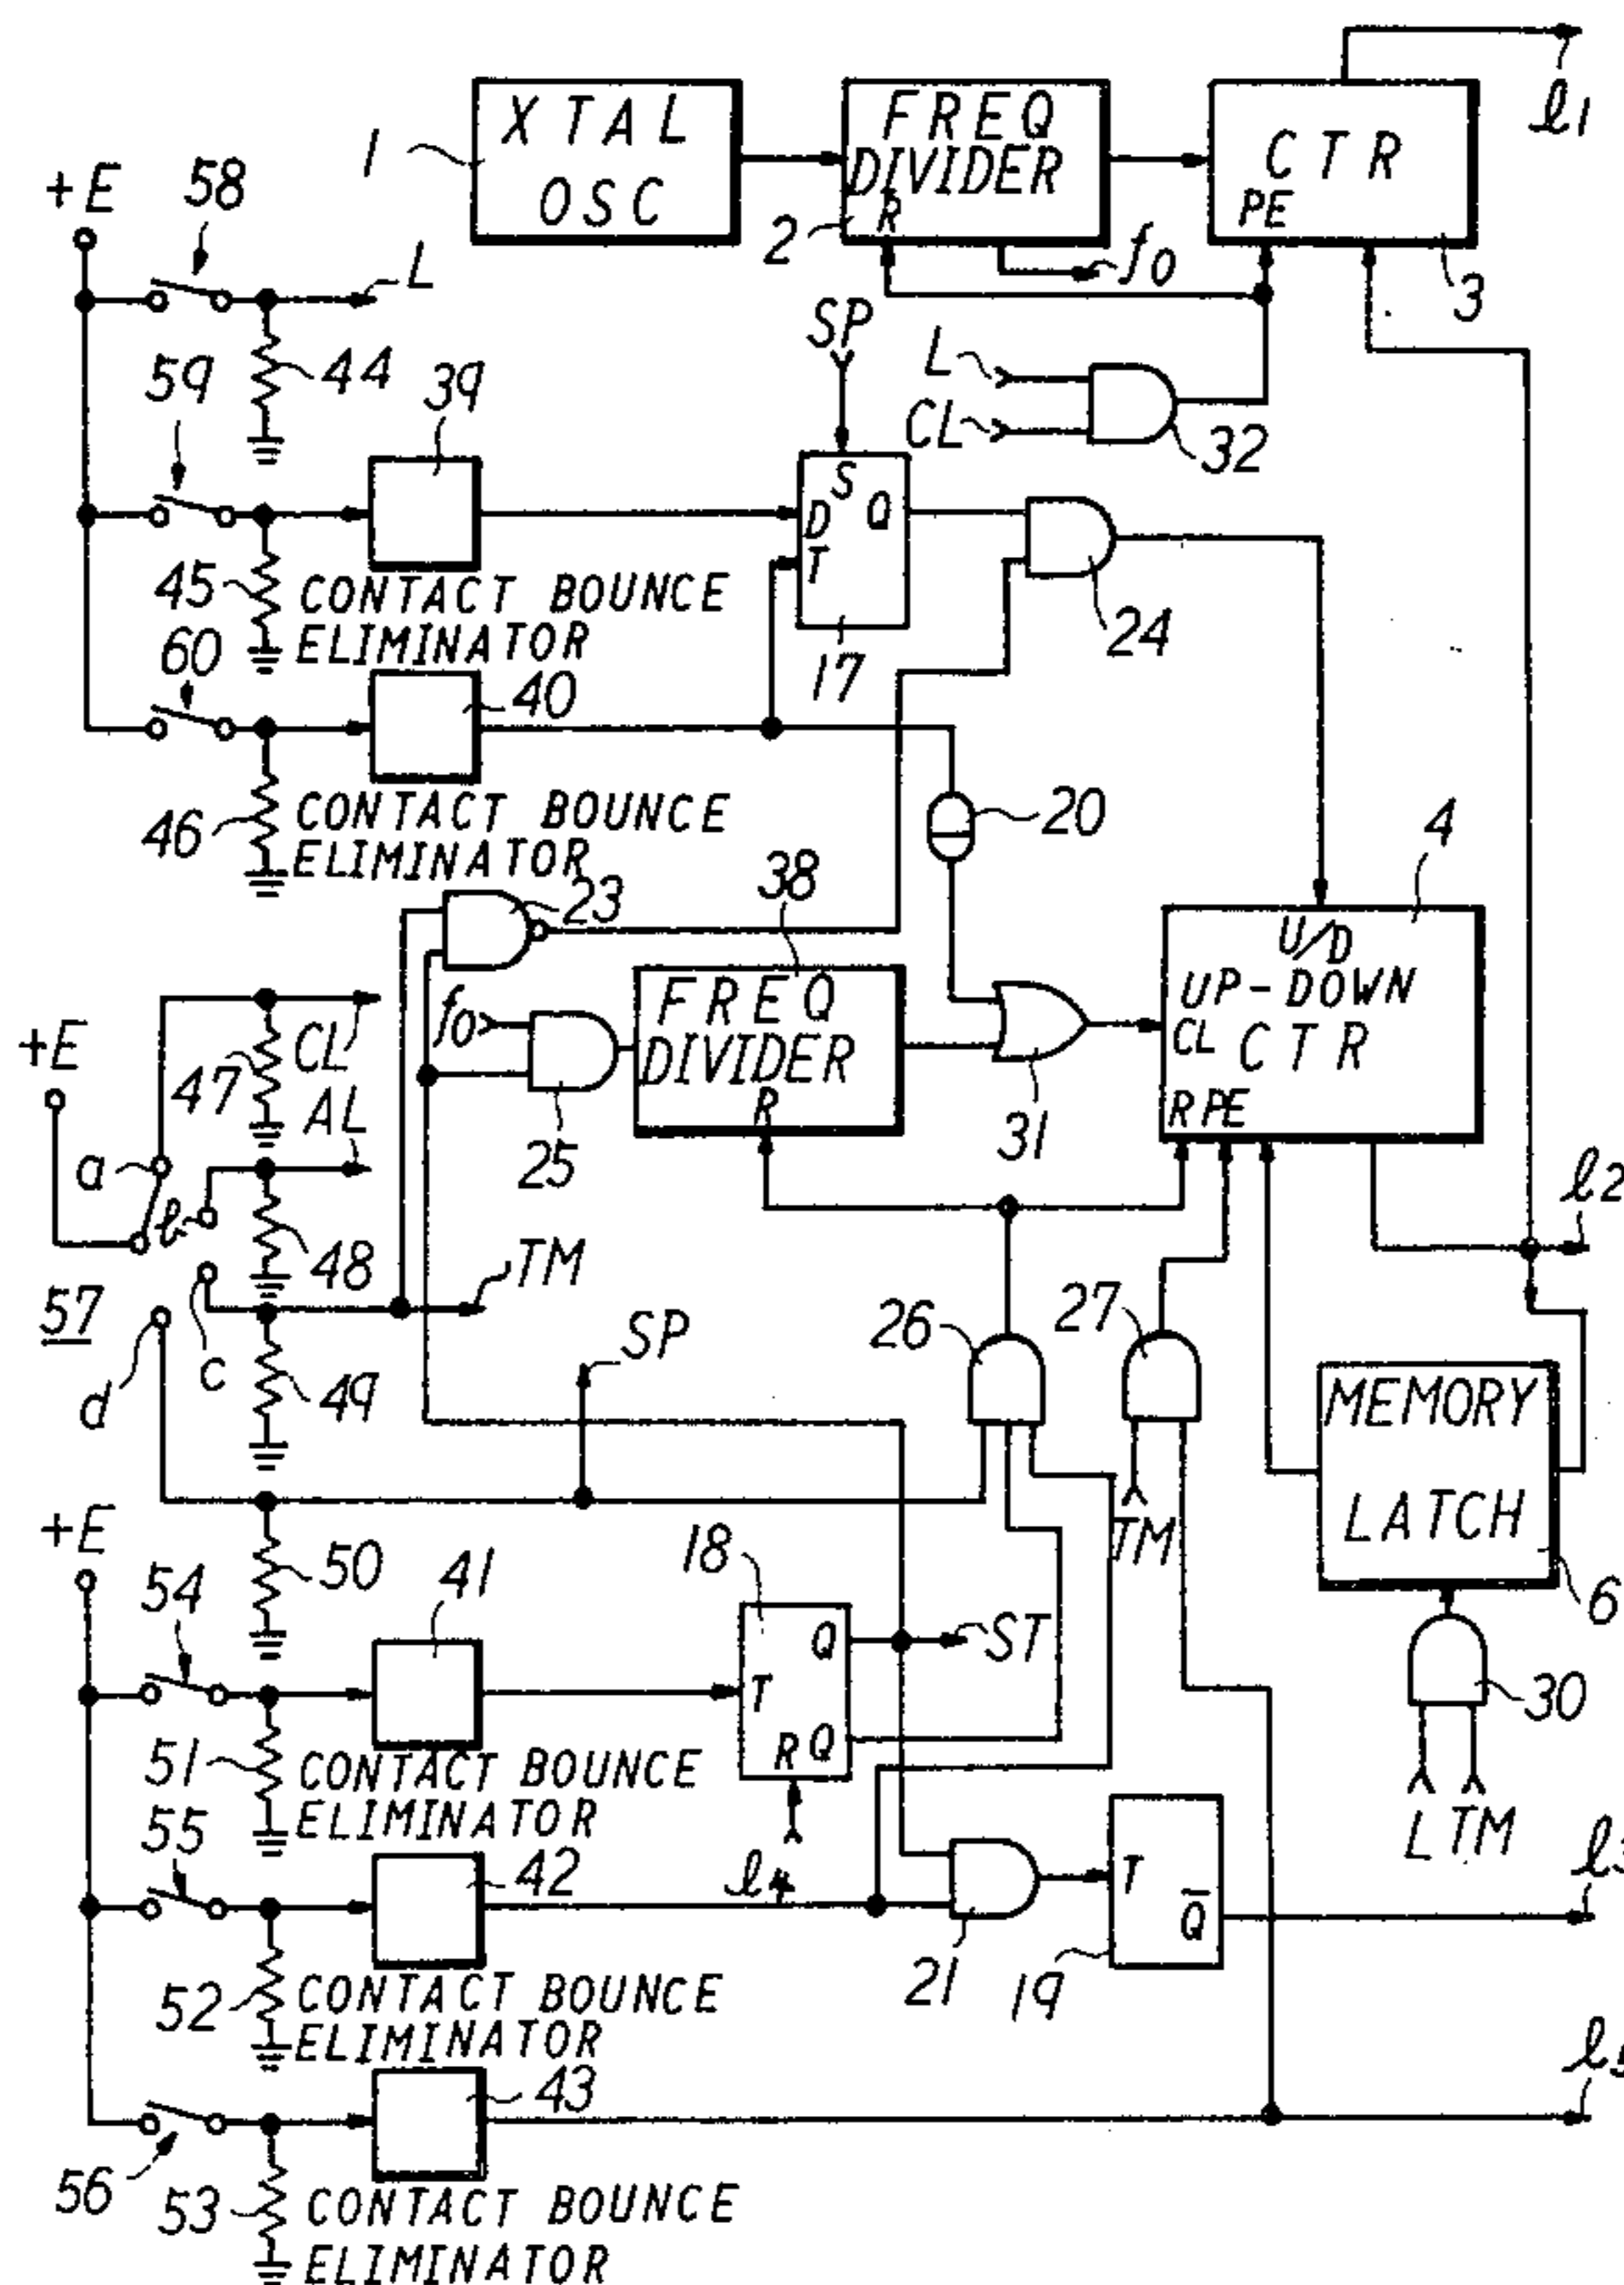 XTAL
OSC
1
FREQ
DIVIDER
R
2
f0
CTR
PE
3
l1
+E
58
L
44
SP
L
CL
32
59
39
45
CONTACT BOUNCE
ELIMINATOR
S
D
Q
T
17
24
60
40
46
CONTACT BOUNCE
ELIMINATOR
20
4
23
38
U/D
UP-DOWN
CL CTR
R PE
f0
FREQ
DIVIDER
R
25
31
+E
47
CL
AL
a
b
48
57
c
d
TM
49
SP
26
27
l2
TM
MEMORY
LATCH
6
30
L TM
+E
50
54
41
18
Q
T
R Q
ST
51
CONTACT BOUNCE
ELIMINATOR
l4
55
42
52
CONTACT BOUNCE
ELIMINATOR
21
19
T
Q̅
56
43
53
CONTACT BOUNCE
ELIMINATOR